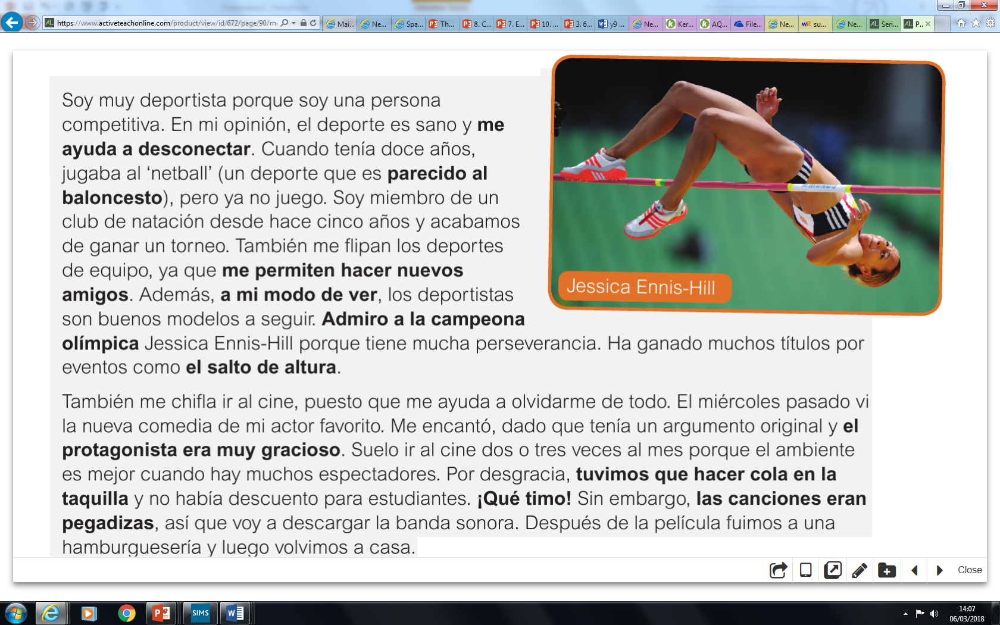 https://www.activeteachonline.com/product/view/id/672/page/90/m
Mai...
Ne...
Spa...
Th...
8. C...
7. E...
10. ...
3. 6...
y9 ...
Ne...
Ker...
AQ...
File...
Ne...
su...
Ne...
Seri...
P...
Soy muy deportista porque soy una persona
competitiva. En mi opinión, el deporte es sano y me
ayuda a desconectar. Cuando tenía doce años,
jugaba al ‘netball’ (un deporte que es parecido al
baloncesto), pero ya no juego. Soy miembro de un
club de natación desde hace cinco años y acabamos
de ganar un torneo. También me flipan los deportes
de equipo, ya que me permiten hacer nuevos
amigos. Además, a mi modo de ver, los deportistas
son buenos modelos a seguir. Admiro a la campeona
olímpica Jessica Ennis-Hill porque tiene mucha perseverancia. Ha ganado muchos títulos por
eventos como el salto de altura.
Jessica Ennis-Hill
También me chifla ir al cine, puesto que me ayuda a olvidarme de todo. El miércoles pasado vi
la nueva comedia de mi actor favorito. Me encantó, dado que tenía un argumento original y el
protagonista era muy gracioso. Suelo ir al cine dos o tres veces al mes porque el ambiente
es mejor cuando hay muchos espectadores. Por desgracia, tuvimos que hacer cola en la
taquilla y no había descuento para estudiantes. ¡Qué timo! Sin embargo, las canciones eran
pegadizas, así que voy a descargar la banda sonora. Después de la película fuimos a una
hamburguesería y luego volvimos a casa.
Close
SIMS
14:07
06/03/2018